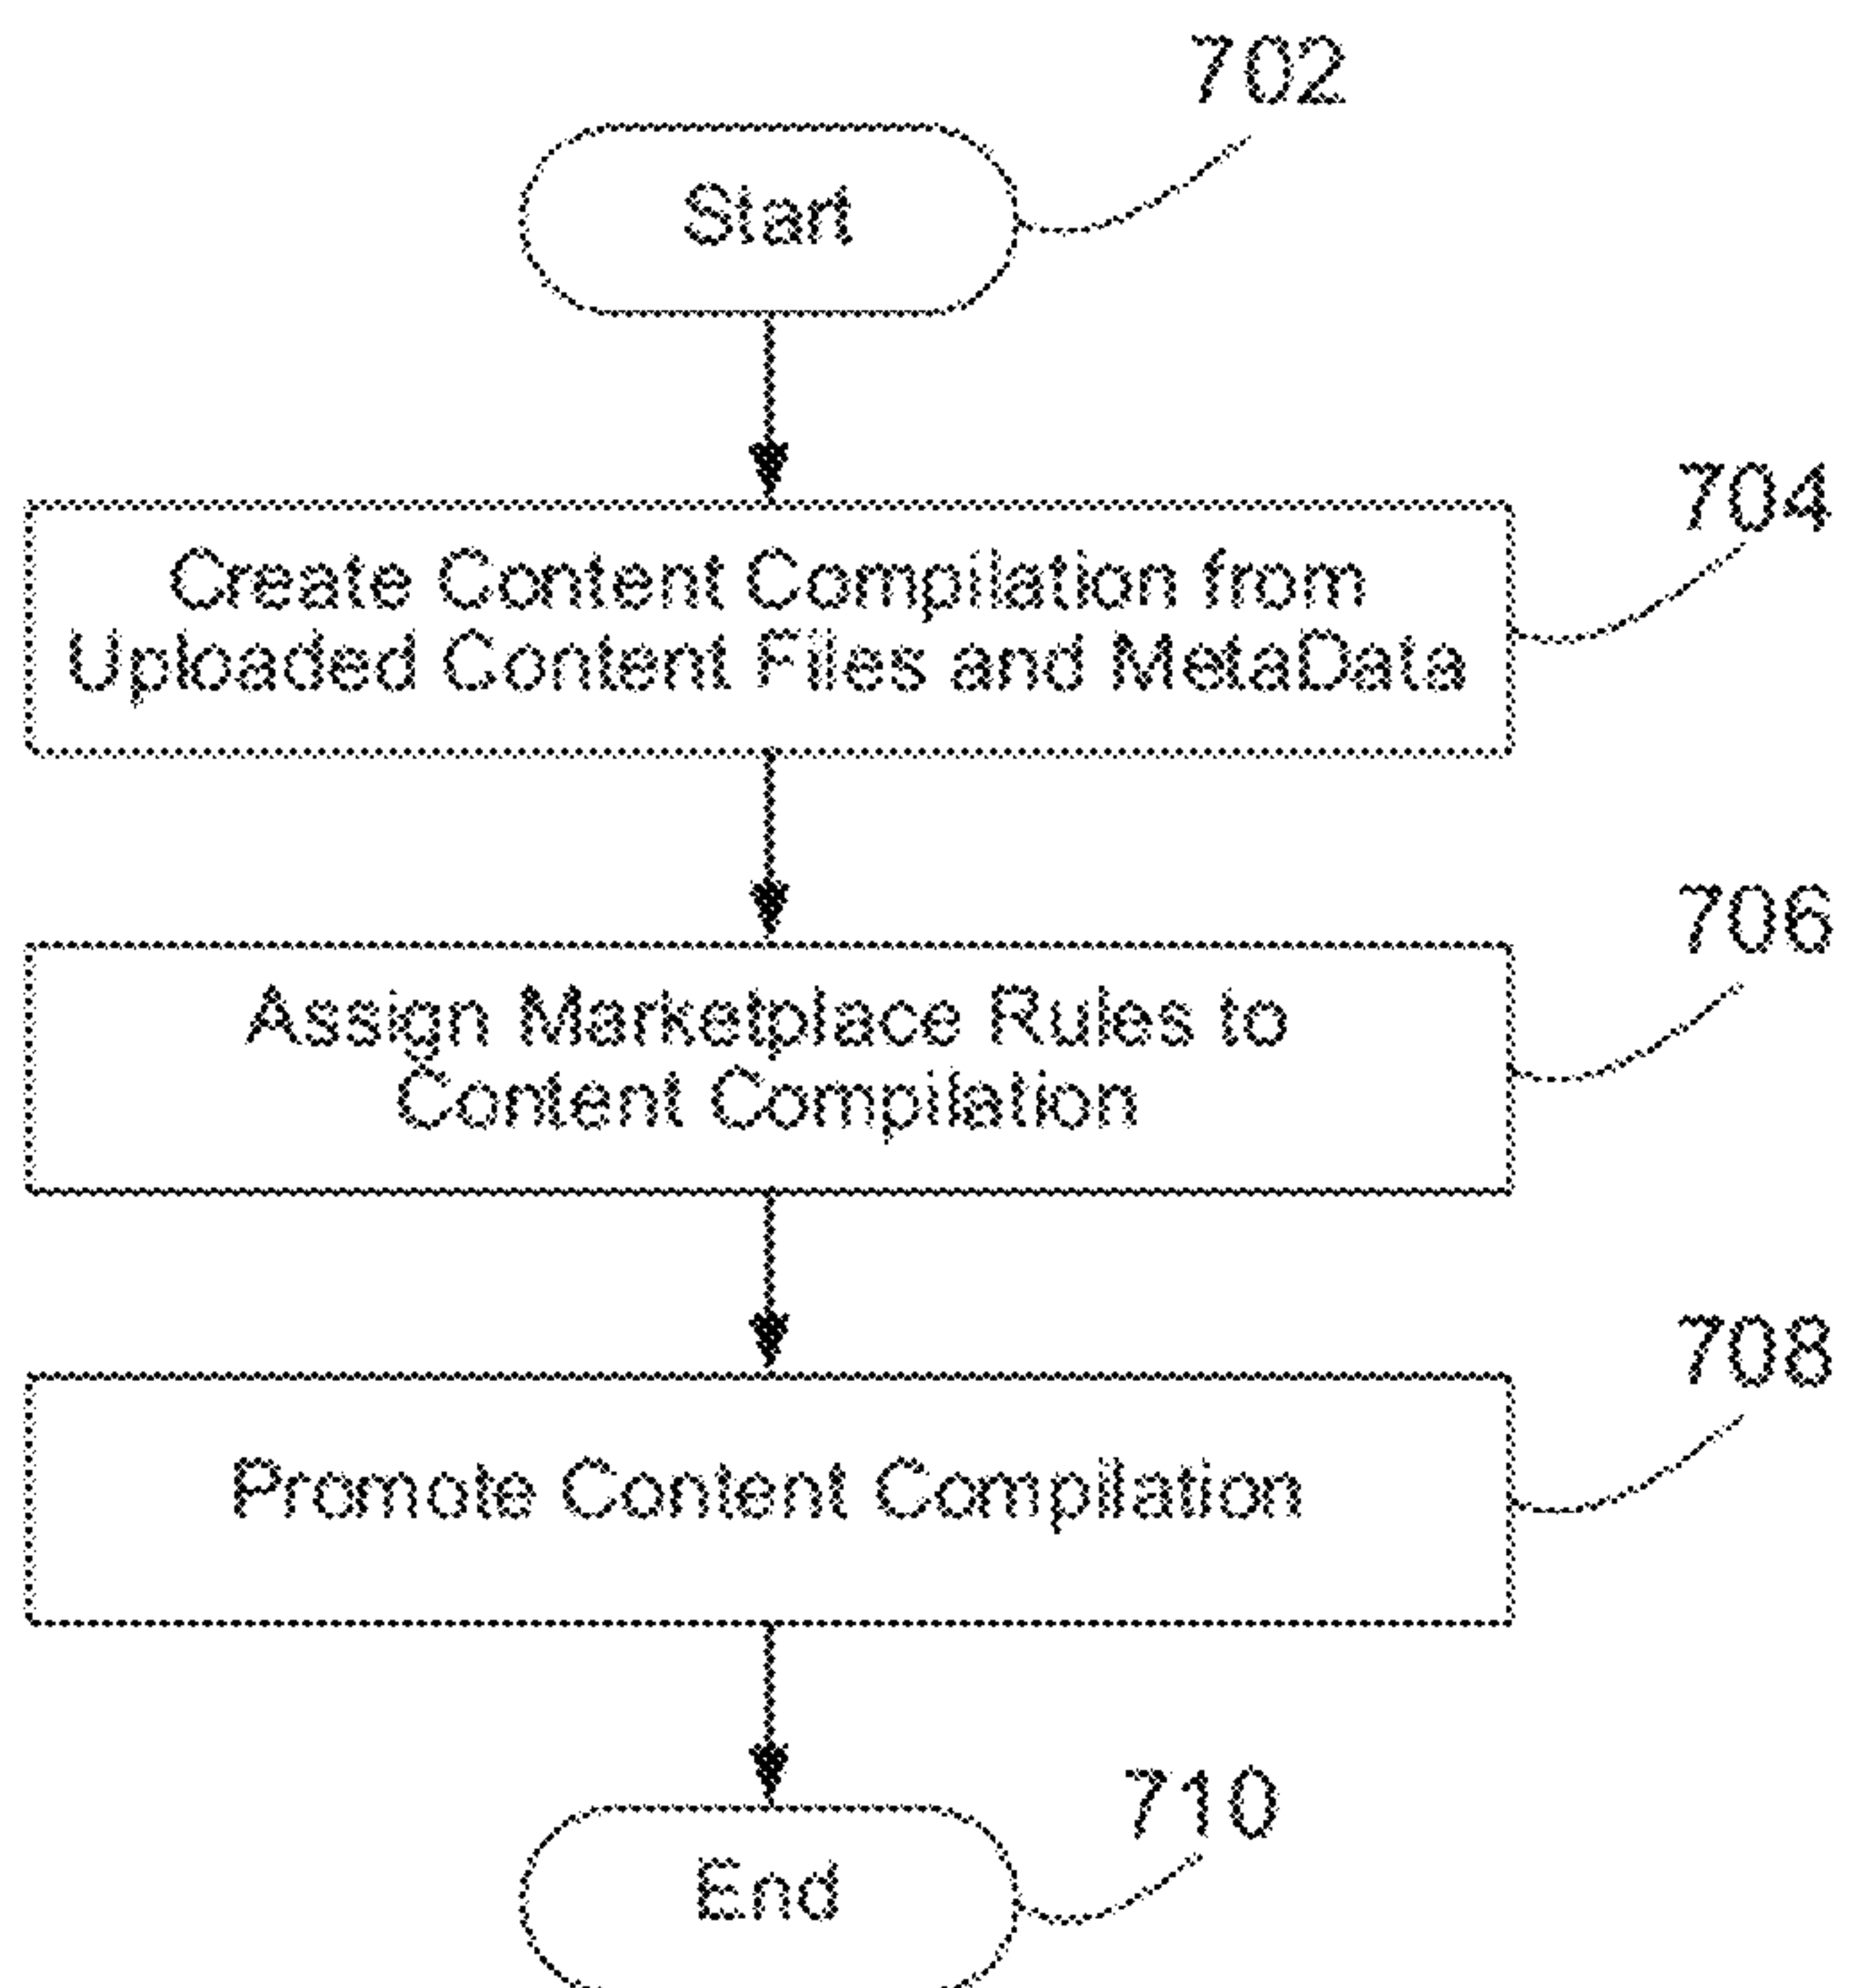 702
Start
704
Create Content Compilation from
Uploaded Content Files and MetaData
706
Assign Marketplace Rules to
Content Compilation
708
Promote Content Compilation
710
End